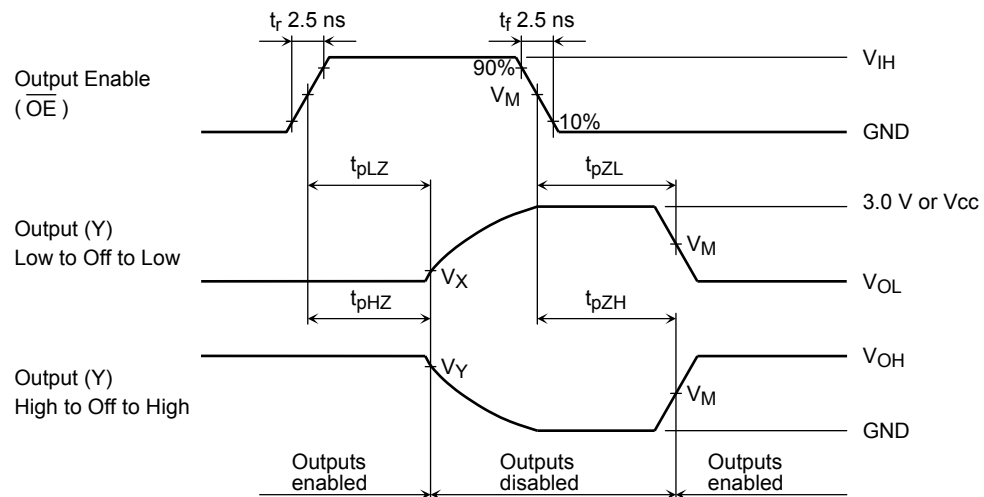 tr 2.5 ns
tf 2.5 ns
Output Enable
( OE )
90%
VM
10%
VIH
GND
tpLZ
tpZL
3.0 V or Vcc
Output (Y)
Low to Off to Low
VX
VM
VOL
tpHZ
tpZH
VOH
Output (Y)
High to Off to High
VY
VM
GND
Outputs
enabled
Outputs
disabled
Outputs
enabled